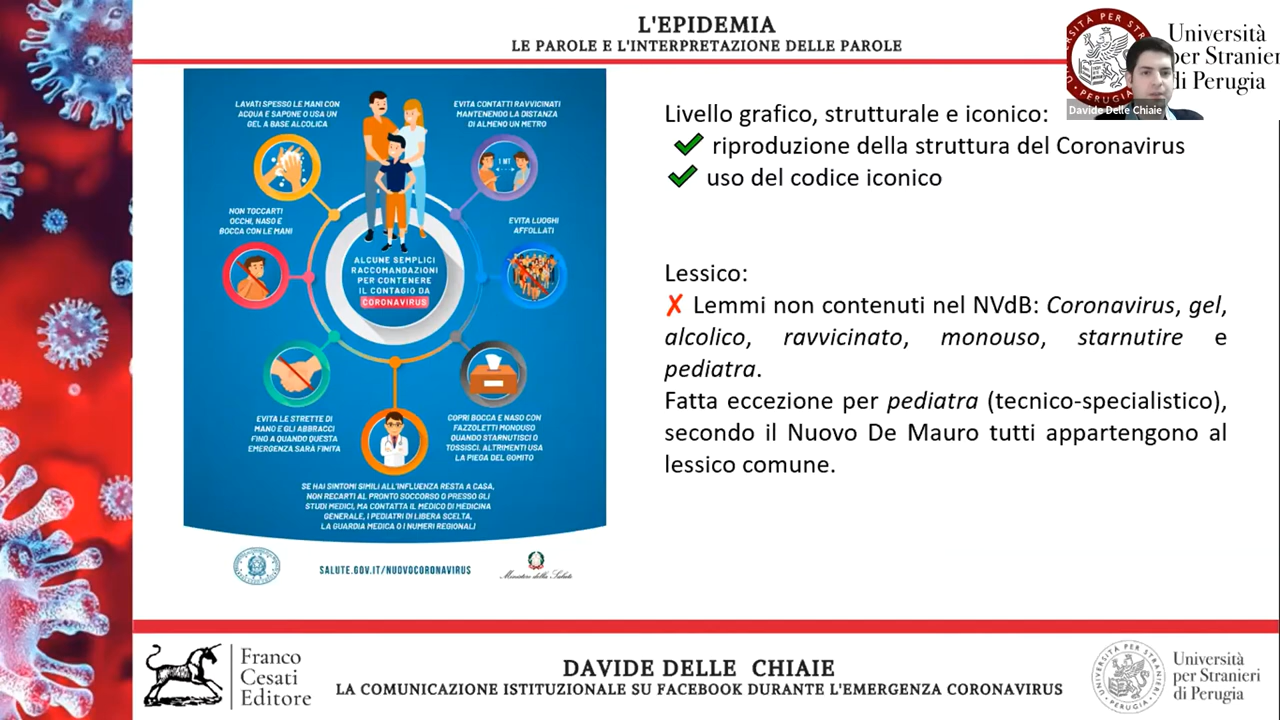 L'EPIDEMIA
LE PAROLE E L'INTERPRETAZIONE DELLE PAROLE
Università
per Stranieri
di Perugia
Davide Delle Chiaie
LAVATI SPESSO LE MANI CON
ACQUA E SAPONE O USA UN
GEL A BASE ALCOLICA
EVITA CONTATTI RAVVICINATI
MANTENENDO LA DISTANZA
DI ALMENO UN METRO
1 MT
NON TOCCARTI
OCCHI, NASO E
BOCCA CON LE MANI
EVITA LUOGHI
AFFOLLATI
ALCUNE SEMPLICI
RACCOMANDAZIONI
PER CONTENERE
IL CONTAGIO DA
CORONAVIRUS
EVITA LE STRETTE DI
MANO E GLI ABBRACCI
FINO A QUANDO QUESTA
EMERGENZA SARÀ FINITA
COPRI BOCCA E NASO CON
FAZZOLETTI MONOUSO
QUANDO STARNUTISCI O
TOSSISCI. ALTRIMENTI USA
LA PIEGA DEL GOMITO
SE HAI SINTOMI SIMILI ALL'INFLUENZA RESTA A CASA,
NON RECARTI AL PRONTO SOCCORSO O PRESSO GLI
STUDI MEDICI, MA CONTATTA IL MEDICO DI MEDICINA
GENERALE, I PEDIATRI DI LIBERA SCELTA,
LA GUARDIA MEDICA O I NUMERI REGIONALI
SALUTE.GOV.IT/NUOVOCORONAVIRUS
Ministero della Salute
Livello grafico, strutturale e iconico:
✔ riproduzione della struttura del Coronavirus
✔ uso del codice iconico
Lessico:
✗ Lemmi non contenuti nel NVdB: Coronavirus, gel,
alcolico, ravvicinato, monouso, starnutire e
pediatra.
Fatta eccezione per pediatra (tecnico-specialistico),
secondo il Nuovo De Mauro tutti appartengono al
lessico comune.
Franco
Cesati
Editore
DAVIDE DELLE CHIAIE
LA COMUNICAZIONE ISTITUZIONALE SU FACEBOOK DURANTE L'EMERGENZA CORONAVIRUS
Università
per Stranieri
di Perugia